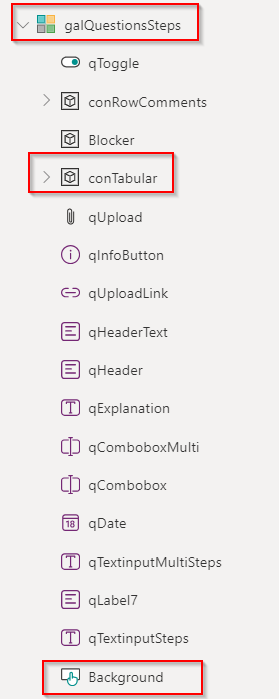 galQuestionsSteps
qToggle
conRowComments
Blocker
conTabular
qUpload
qInfoButton
qUploadLink
qHeaderText
qHeader
qExplanation
qComboboxMulti
qCombobox
18 qDate
qTextinputMultiSteps
qLabel7
qTextinputSteps
Background